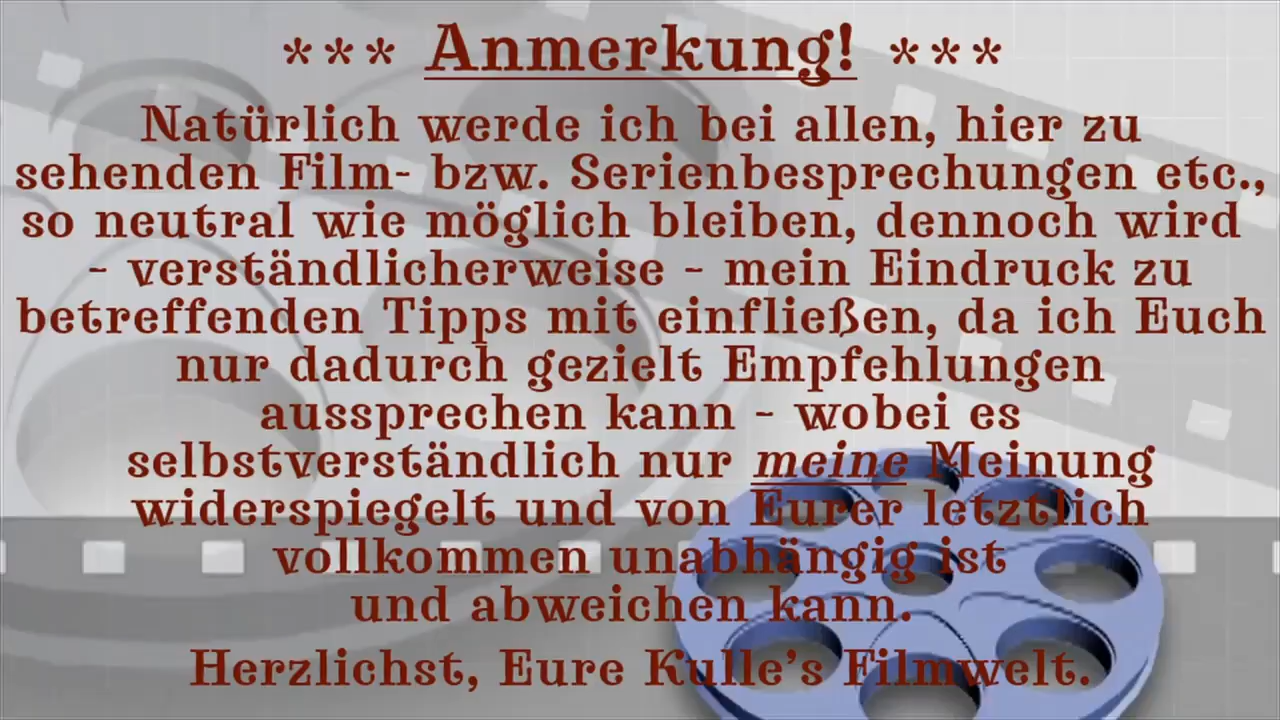 *** Anmerkung! ***
Natürlich werde ich bei allen, hier zu
sehenden Film- bzw. Serienbesprechungen etc.,
so neutral wie möglich bleiben, dennoch wird
- verständlicherweise - mein Eindruck zu
betreffenden Tipps mit einfließen, da ich Euch
nur dadurch gezielt Empfehlungen
aussprechen kann - wobei es
selbstverständlich nur meine Meinung
widerspiegelt und von Eurer letztlich
vollkommen unabhängig ist
und abweichen kann.
Herzlichst, Eure Kulle's Filmwelt.